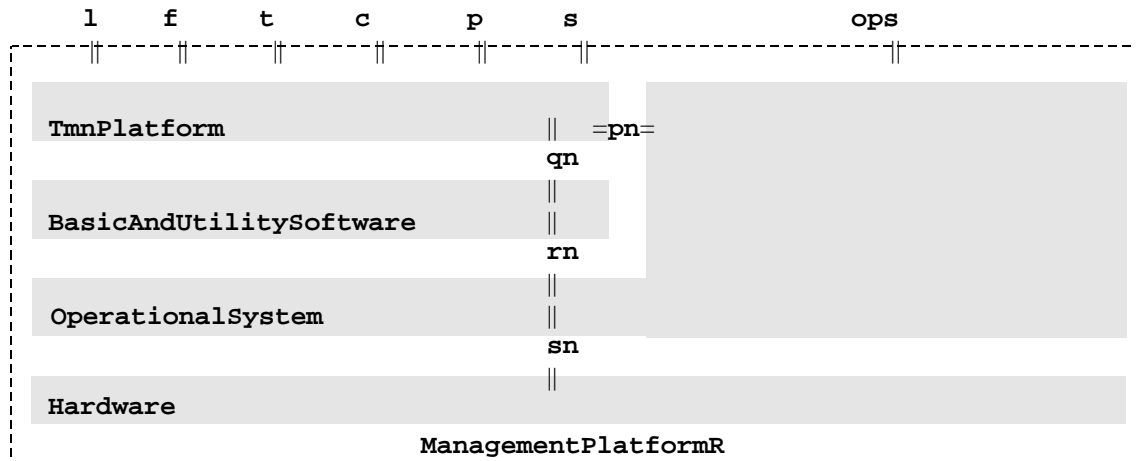 l f t c p s ops
TmnPlatform =pn=
qn
BasicAndUtilitySoftware
rn
OperationalSystem
sn
Hardware
ManagementPlatformR